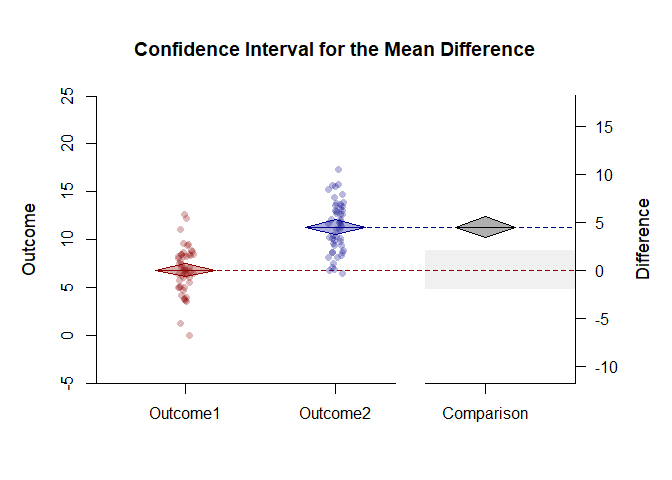 Confidence Interval for the Mean Difference
Outcome
25
20
15
10
5
0
-5
Outcome1
Outcome2
Comparison
15
10
5
0
-5
-10
Difference